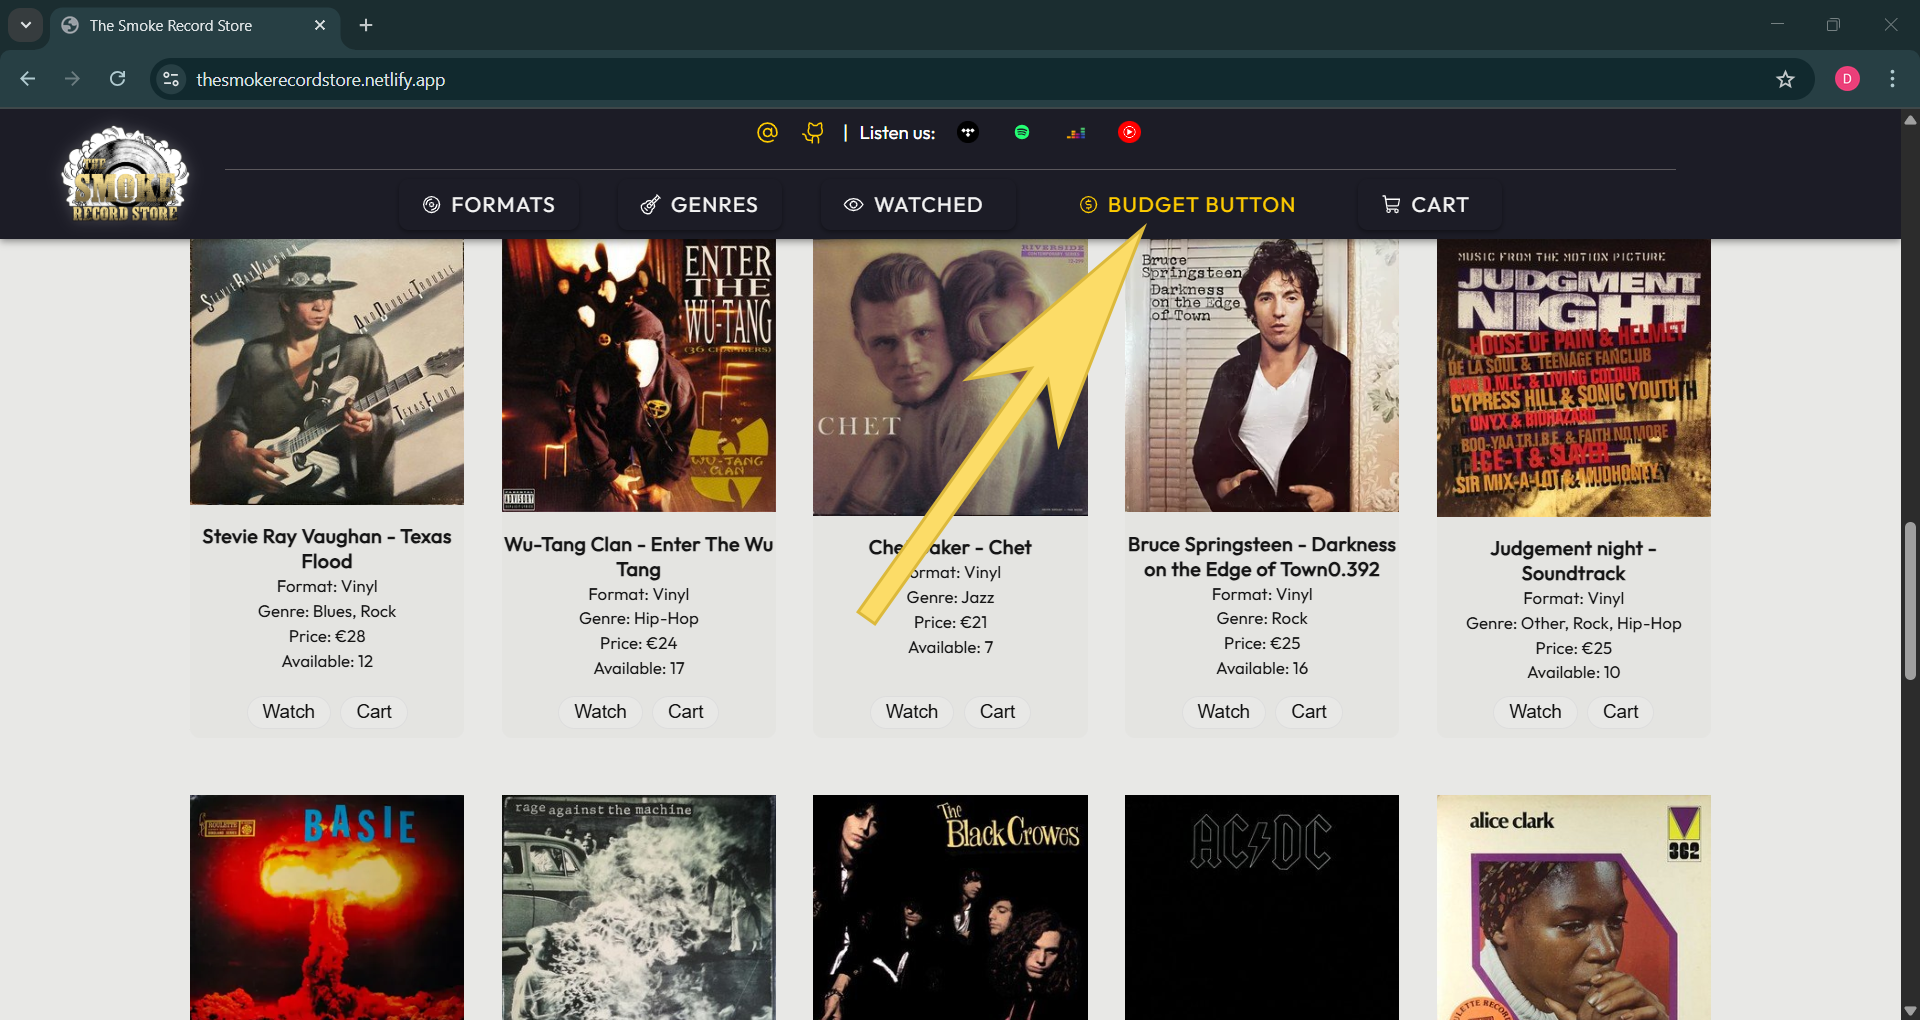 The Smoke Record Store
thesmokerecordstore.netlify.app
D
@ | Listen us:
THE
SMOKE
RECORD STORE
FORMATS GENRES WATCHED BUDGET BUTTON CART
STEVIE RAY VAUGHAN
AND DOUBLE TROUBLE
TEXAS FLOOD
Stevie Ray Vaughan - Texas
Flood
Format: Vinyl
Genre: Blues, Rock
Price: €28
Available: 12
Watch Cart
ENTER
THE
WU-TANG
(36 CHAMBERS)
WU-TANG
CLAN
Wu-Tang Clan - Enter The Wu
Tang
Format: Vinyl
Genre: Hip-Hop
Price: €24
Available: 17
Watch Cart
RIVERSIDE
CHET
Che aker - Chet
ormat: Vinyl
Genre: Jazz
Price: €21
Available: 7
Watch Cart
Bruce
Springsteen
Darkness
on the Edge
of Town
Bruce Springsteen - Darkness
on the Edge of Town0.392
Format: Vinyl
Genre: Rock
Price: €25
Available: 16
Watch Cart
MUSIC FROM THE MOTION PICTURE
JUDGMENT
NIGHT
HOUSE OF PAIN & HELMET
DE LA SOUL & TEENAGE FANCLUB
RUN D.M.C. & LIVING COLOUR
CYPRESS HILL & SONIC YOUTH
ONYX & BIOHAZARD
BOO-YAA T.R.I.B.E. & FAITH NO MORE
ICE-T & SLAYER
SIR MIX-A-LOT & MUDHONEY
Judgement night -
Soundtrack
Format: Vinyl
Genre: Other, Rock, Hip-Hop
Price: €25
Available: 10
Watch Cart
ROULETTE
BASIE
rage against the machine
The
Black Crowes
AC DC
alice clark
362